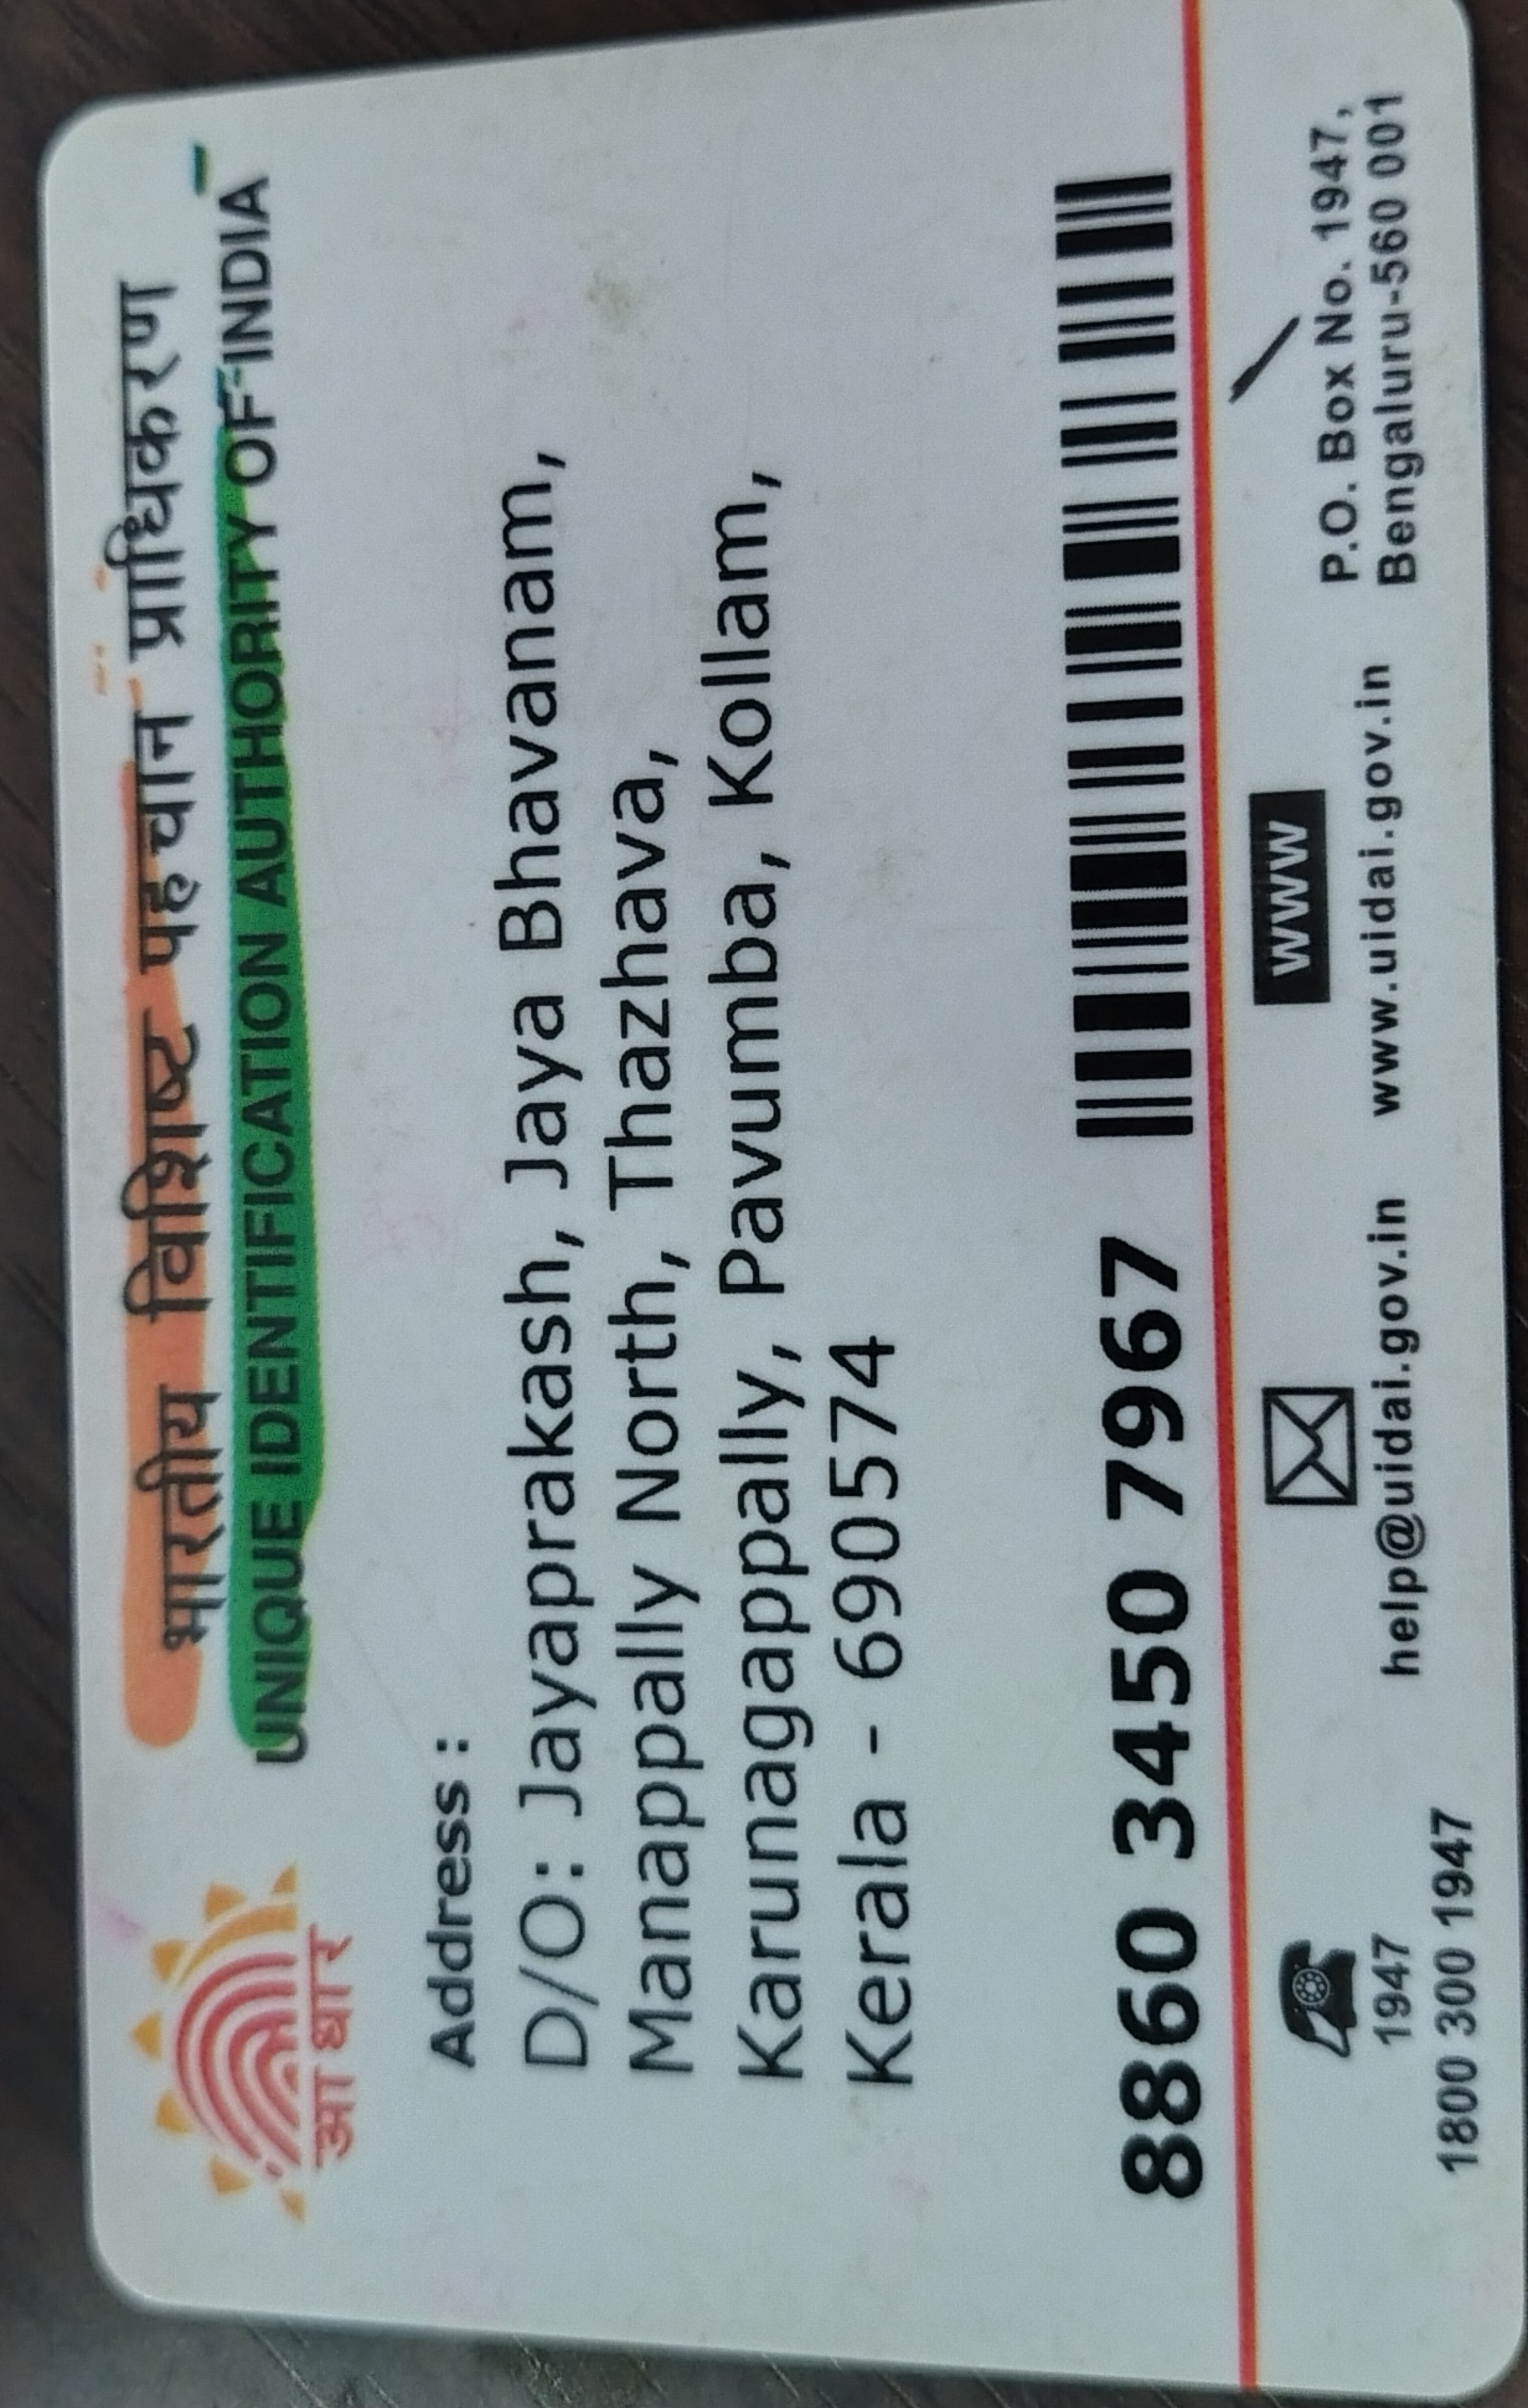 भारतीय विशिष्ट पहचान प्राधिकरण
UNIQUE IDENTIFICATION AUTHORITY OF INDIA
आधार
Address :
D/O: Jayaprakash, Jaya Bhavanam,
Manappally North, Thazhava,
Karunagappally, Pavumba, Kollam,
Kerala - 690574
8860 3450 7967
1947
1800 300 1947
help@uidai.gov.in
WWW
www.uidai.gov.in
P.O. Box No. 1947,
Bengaluru-560 001